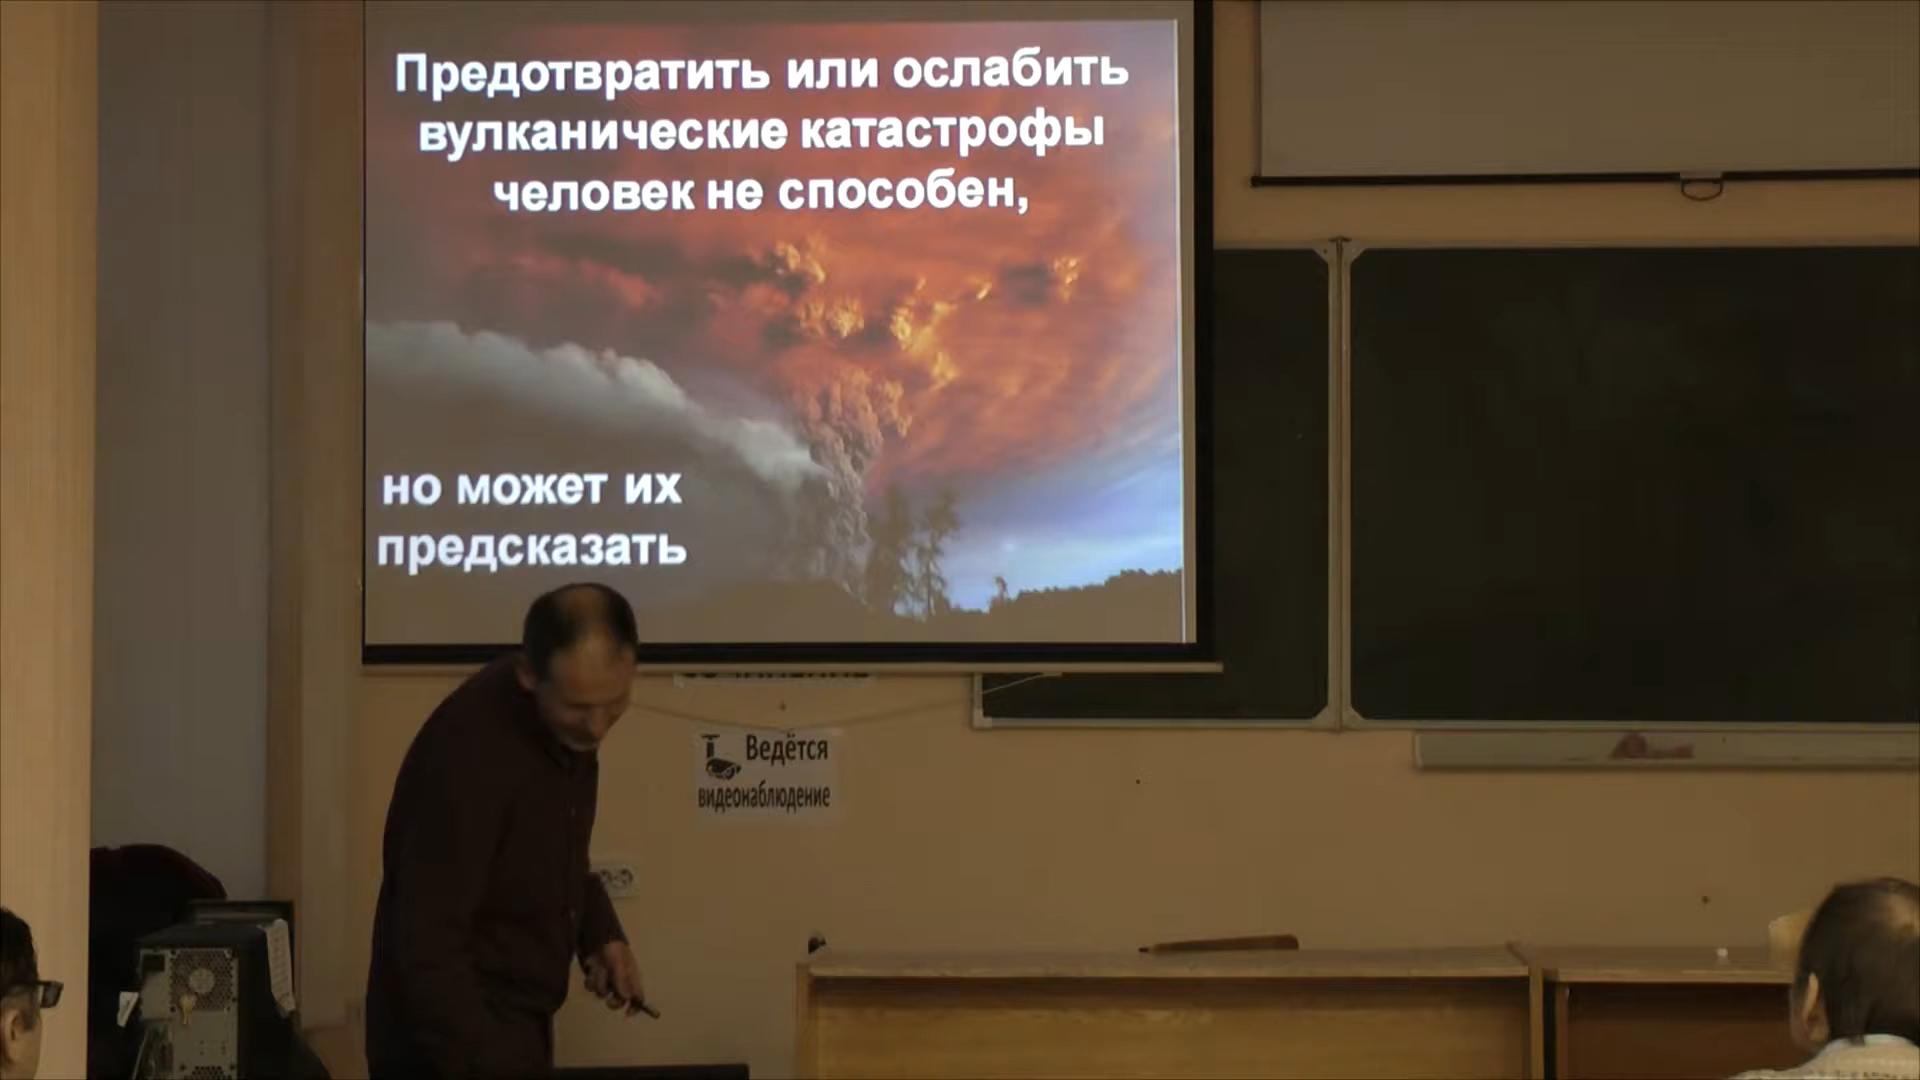 Предотвратить или ослабить
вулканические катастрофы
человек не способен,
но может их
предсказать
Ведётся
видеонаблюдение